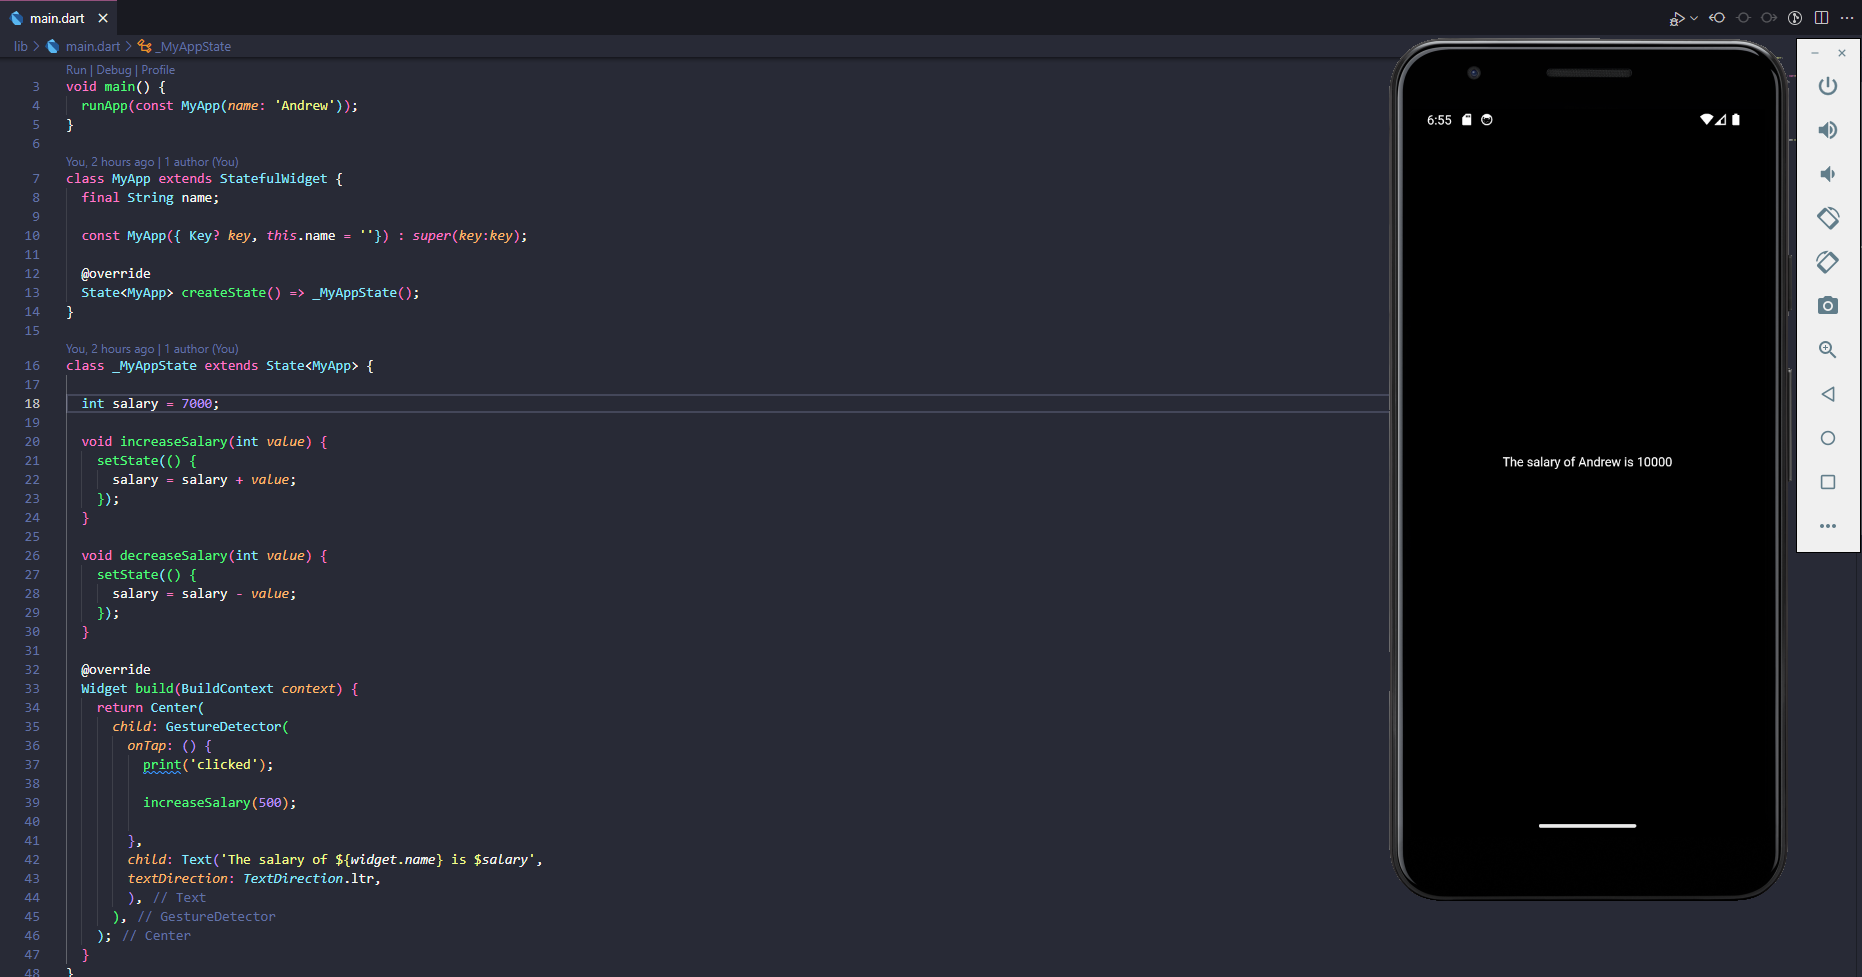 main.dart
lib > main.dart > _MyAppState
Run | Debug | Profile
3 void main() {
4 runApp(const MyApp(name: 'Andrew'));
5 }
6
You, 2 hours ago | 1 author (You)
7 class MyApp extends StatefulWidget {
8 final String name;
9
10 const MyApp({ Key? key, this.name = ''}) : super(key:key);
11
12 @override
13 State<MyApp> createState() => _MyAppState();
14 }
15
You, 2 hours ago | 1 author (You)
16 class _MyAppState extends State<MyApp> {
17
18 int salary = 7000;
19
20 void increaseSalary(int value) {
21 setState(() {
22 salary = salary + value;
23 });
24 }
25
26 void decreaseSalary(int value) {
27 setState(() {
28 salary = salary - value;
29 });
30 }
31
32 @override
33 Widget build(BuildContext context) {
34 return Center(
35 child: GestureDetector(
36 onTap: () {
37 print('clicked');
38
39 increaseSalary(500);
40
41 },
42 child: Text('The salary of ${widget.name} is $salary',
43 textDirection: TextDirection.ltr,
44 ), // Text
45 ), // GestureDetector
46 ); // Center
47 }
48 }
6:55
The salary of Andrew is 10000